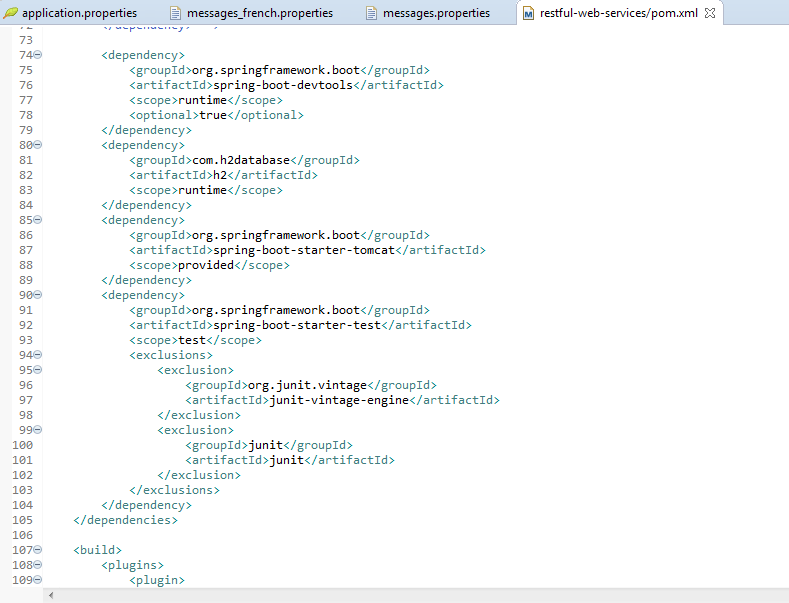 application.properties messages_french.properties messages.properties restful-web-services/pom.xml
72 </dependency>
73
74 <dependency>
75 <groupId>org.springframework.boot</groupId>
76 <artifactId>spring-boot-devtools</artifactId>
77 <scope>runtime</scope>
78 <optional>true</optional>
79 </dependency>
80 <dependency>
81 <groupId>com.h2database</groupId>
82 <artifactId>h2</artifactId>
83 <scope>runtime</scope>
84 </dependency>
85 <dependency>
86 <groupId>org.springframework.boot</groupId>
87 <artifactId>spring-boot-starter-tomcat</artifactId>
88 <scope>provided</scope>
89 </dependency>
90 <dependency>
91 <groupId>org.springframework.boot</groupId>
92 <artifactId>spring-boot-starter-test</artifactId>
93 <scope>test</scope>
94 <exclusions>
95 <exclusion>
96 <groupId>org.junit.vintage</groupId>
97 <artifactId>junit-vintage-engine</artifactId>
98 </exclusion>
99 <exclusion>
100 <groupId>junit</groupId>
101 <artifactId>junit</artifactId>
102 </exclusion>
103 </exclusions>
104 </dependency>
105 </dependencies>
106
107 <build>
108 <plugins>
109 <plugin>